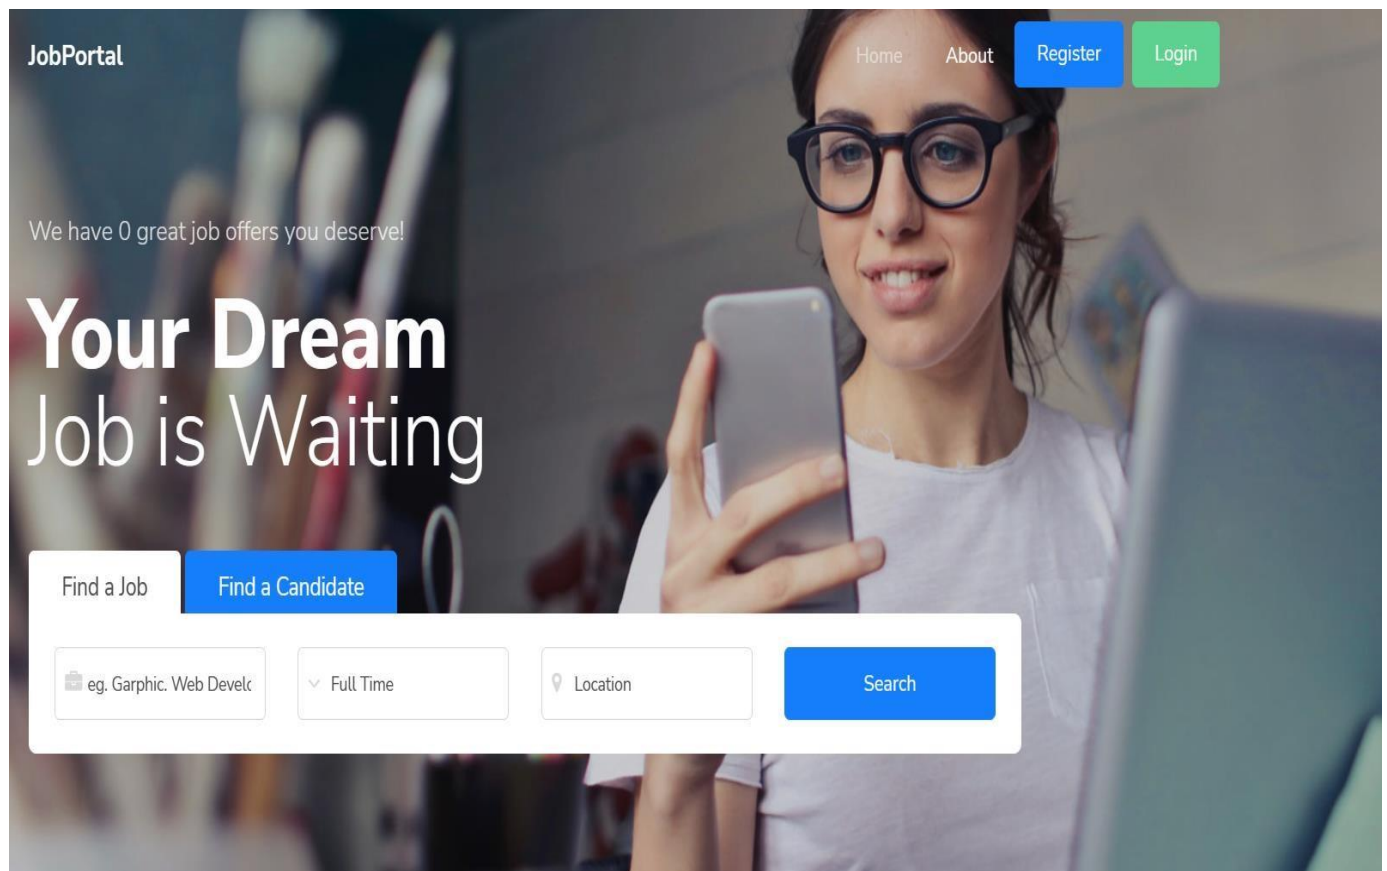 JobPortal
Home
About
Register
Login
We have 0 great job offers you deserve!
Your Dream
Job is Waiting
Find a Job
Find a Candidate
eg. Garphic. Web Develc
Full Time
Location
Search